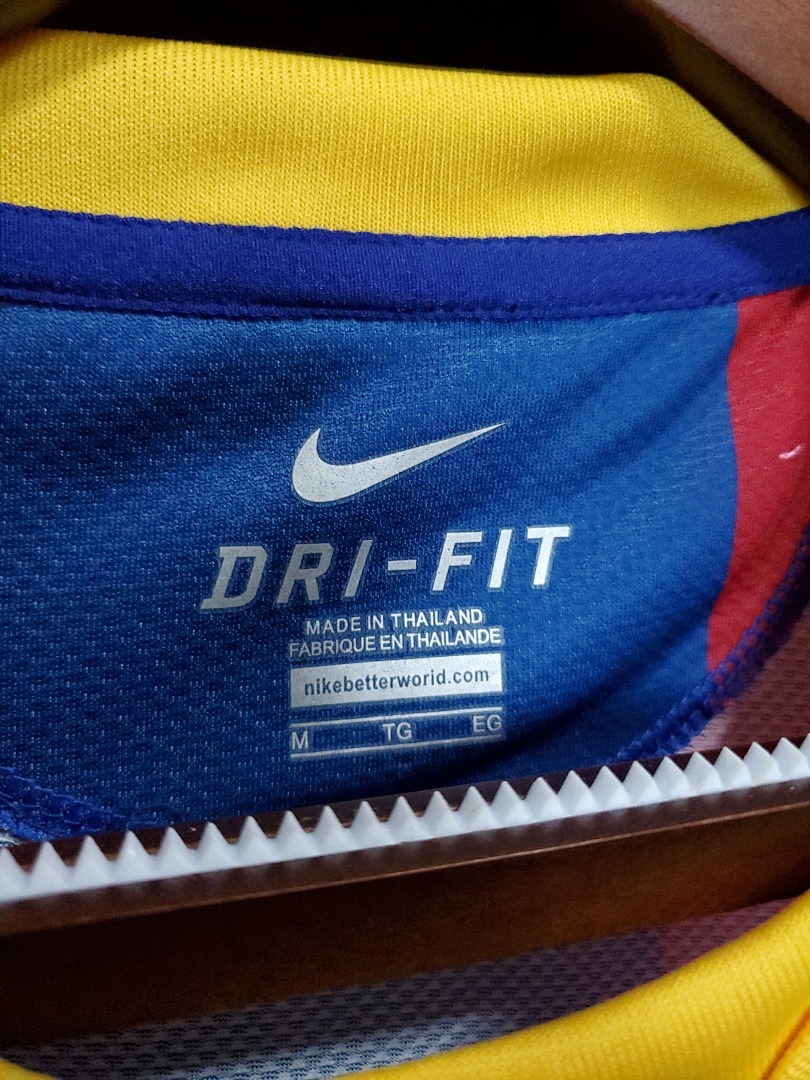 DRI-FIT
MADE IN THAILAND
FABRIQUE EN THAILANDE
nikebetterworld.com
M TG EG